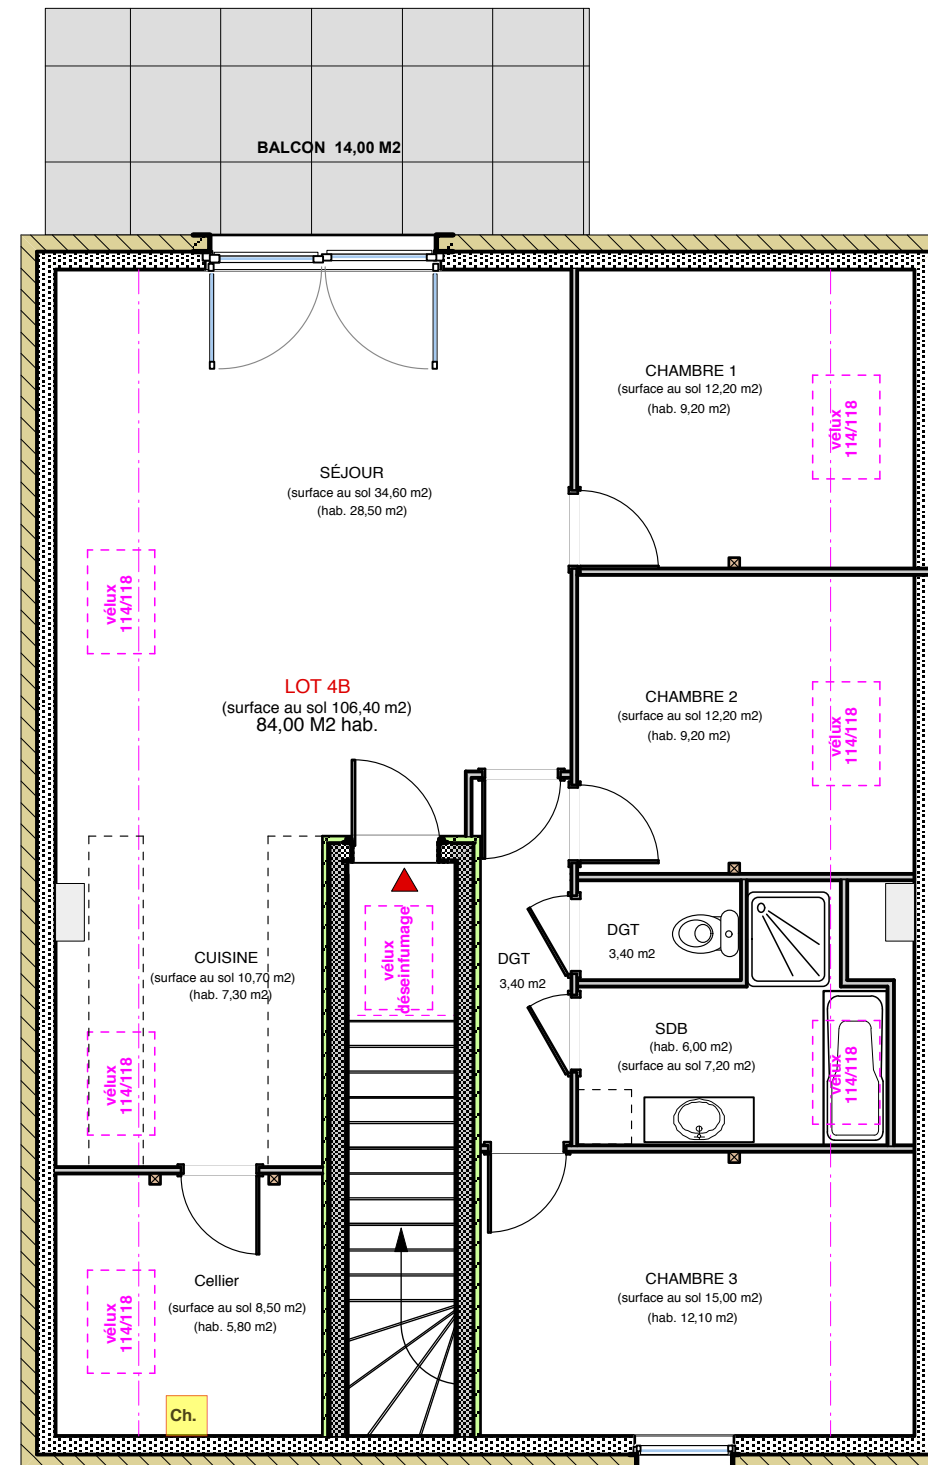 BALCON 14,00 M2
CHAMBRE 1
(surface au sol 12,20 m2)
(hab. 9,20 m2)
vélux
114/118
SÉJOUR
(surface au sol 34,60 m2)
(hab. 28,50 m2)
vélux
114/118
LOT 4B
(surface au sol 106,40 m2)
84,00 M2 hab.
CHAMBRE 2
(surface au sol 12,20 m2)
(hab. 9,20 m2)
vélux
114/118
CUISINE
(surface au sol 10,70 m2)
(hab. 7,30 m2)
vélux
114/118
vélux
déseinfumage
DGT
3,40 m2
DGT
3,40 m2
SDB
(hab. 6,00 m2)
(surface au sol 7,20 m2)
vélux
114/118
Cellier
(surface au sol 8,50 m2)
(hab. 5,80 m2)
vélux
114/118
Ch.
CHAMBRE 3
(surface au sol 15,00 m2)
(hab. 12,10 m2)